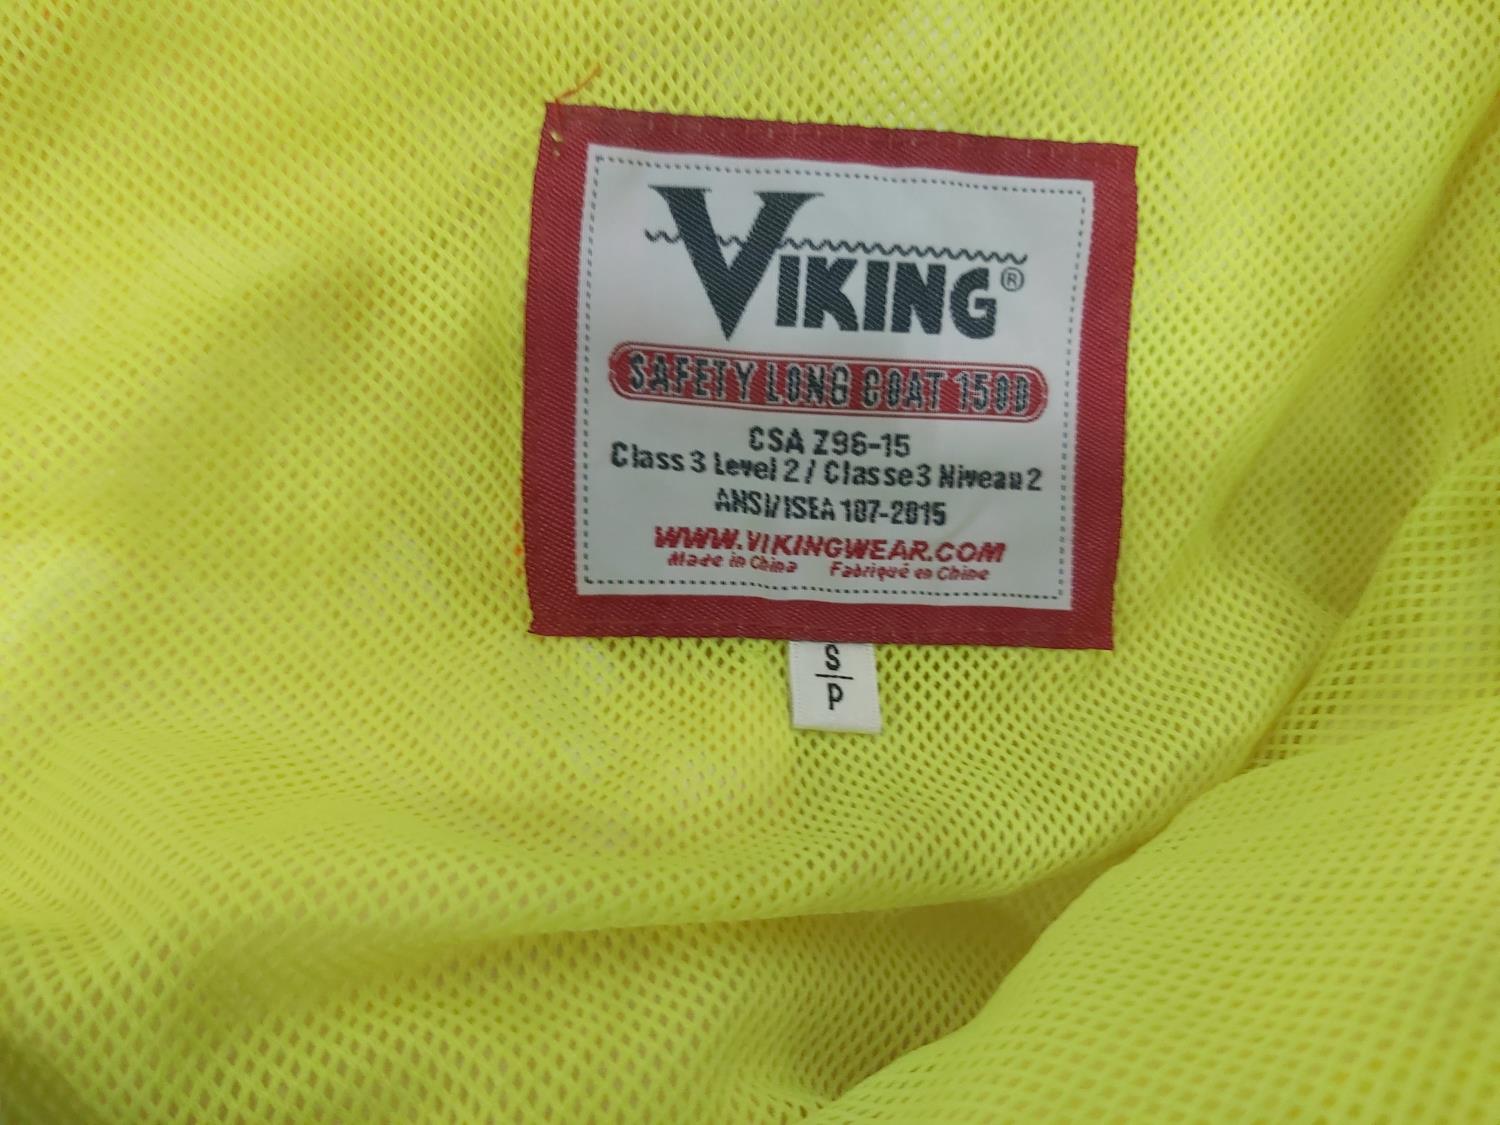 VIKING®
SAFETY LONG COAT 150D
CSA Z96-15
Class 3 Level 2 / Classe 3 Niveau 2
ANSI/ISEA 107-2015
WWW.VIKINGWEAR.COM
Made in China Fabriqué en Chine
S
P